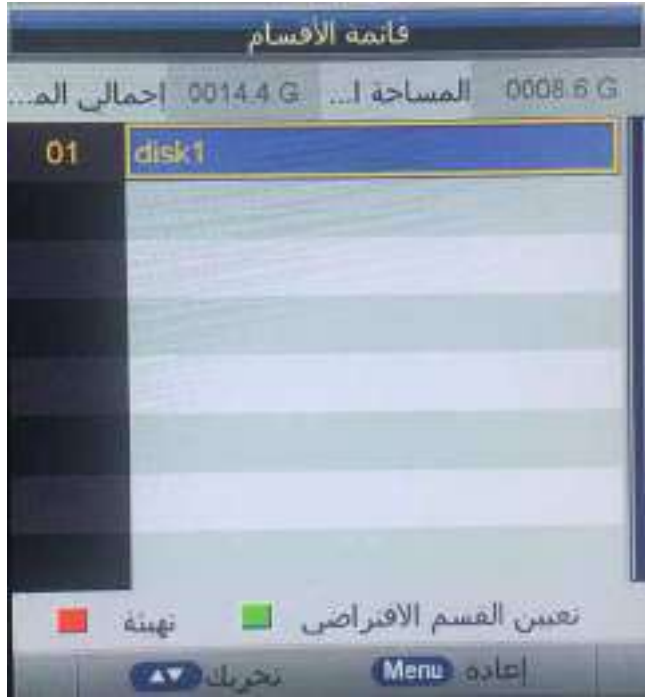 قائمة الأقسام
إجمالي الم... 0014.4 G المساحة ا... 0008.6 G
01 disk1
تهيئة تعيين القسم الافتراضي
تحريك إعادة Menu